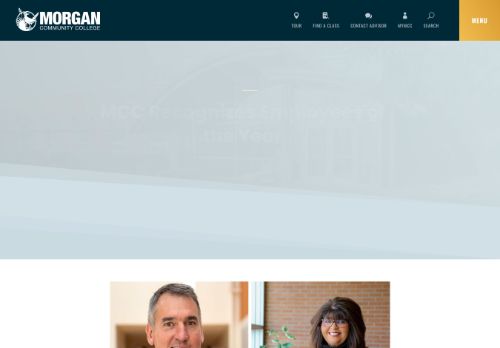 MORGAN
COMMUNITY COLLEGE
TOUR
FIND A CLASS
CONTACT ADVISOR
MYMCC
SEARCH
MENU
MCC Recognizes Employees of
the Year